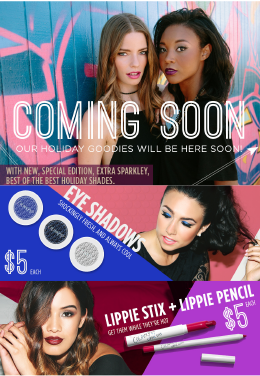 COMING SOON
OUR HOLIDAY GOODIES WILL BE HERE SOON!
WITH NEW, SPECIAL EDITION, EXTRA SPARKLEY,
BEST OF THE BEST HOLIDAY SHADES.
EYE SHADOWS
SHOCKINGLY FRESH, AND ALWAYS COOL
$5 EACH
LIPPIE STIX + LIPPIE PENCIL
GET THEM WHILE THEY'RE HOT
$5 EACH